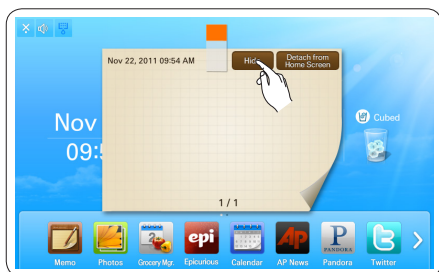 Nov 22, 2011 09:54 AM
Hide
Detach from
Home Screen
Nov
09:
Cubed
1 / 1
epi
AP
P
PANDORA
Memo
Photos
Grocery Mgr.
Epicurious
Calendar
AP News
Pandora
Twitter